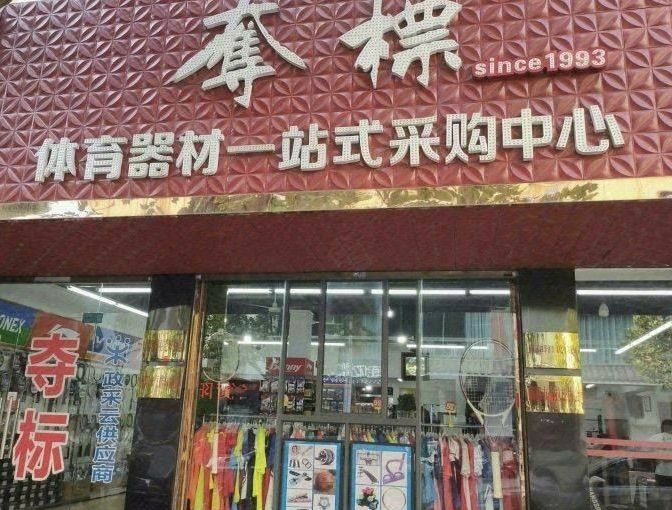 奪標
since1993
体育器材一站式采购中心
夺标
政采云供应商